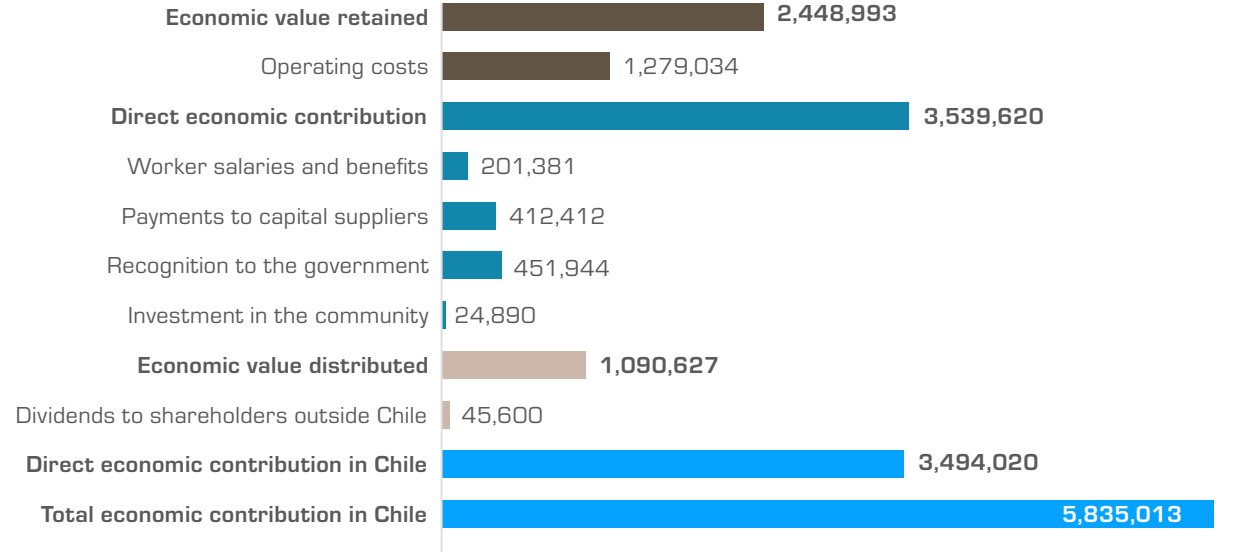 Economic value retained 2,448,993
Operating costs 1,279,034
Direct economic contribution 3,539,620
Worker salaries and benefits 201,381
Payments to capital suppliers 412,412
Recognition to the government 451,944
Investment in the community 24,890
Economic value distributed 1,090,627
Dividends to shareholders outside Chile 45,600
Direct economic contribution in Chile 3,494,020
Total economic contribution in Chile 5,835,013